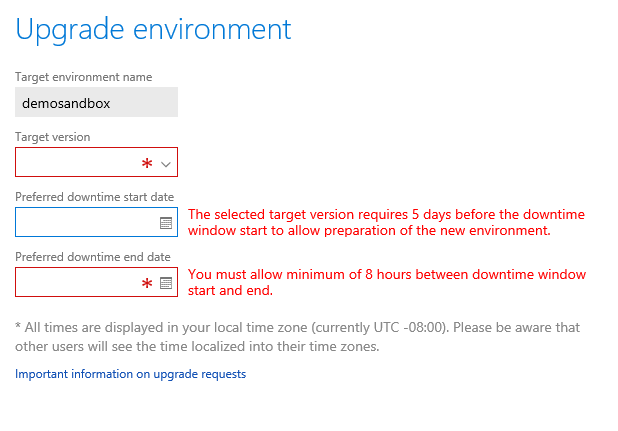 Upgrade environment
Target environment name
demosandbox
Target version
*
Preferred downtime start date
The selected target version requires 5 days before the downtime
window start to allow preparation of the new environment.
Preferred downtime end date
*
You must allow minimum of 8 hours between downtime window
start and end.
* All times are displayed in your local time zone (currently UTC -08:00). Please be aware that
other users will see the time localized into their time zones.
Important information on upgrade requests